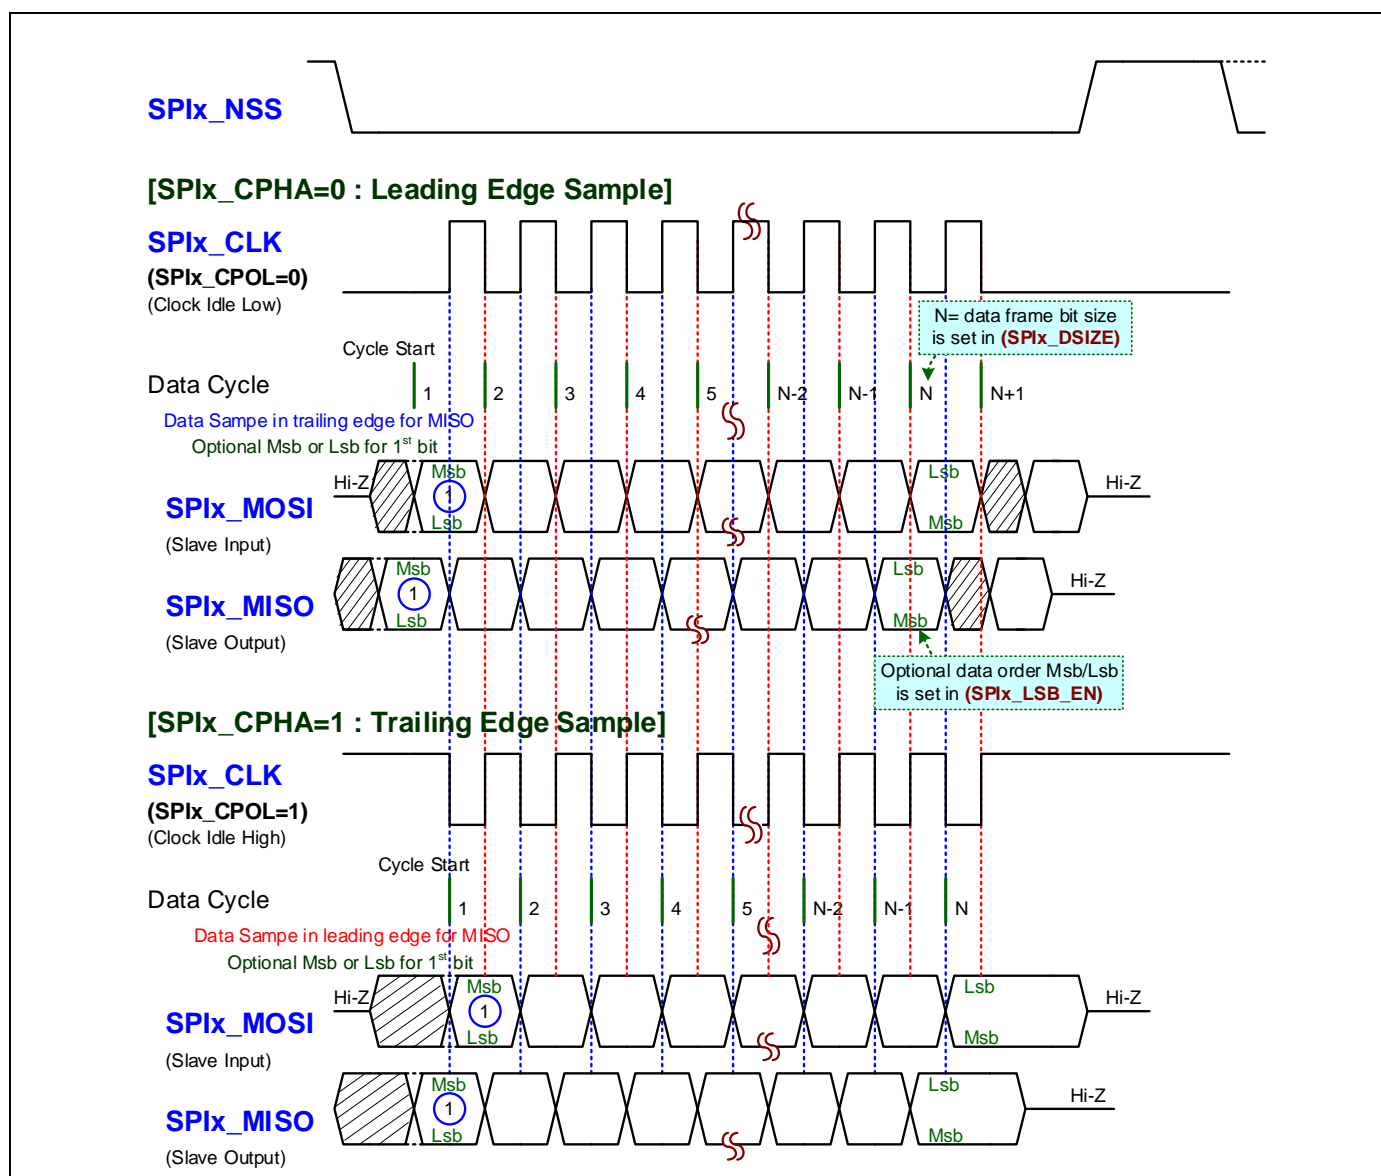 SPIx_NSS
[SPIx_CPHA=0 : Leading Edge Sample]
SPIx_CLK
(SPIx_CPOL=0)
(Clock Idle Low)
N= data frame bit size
is set in (SPIx_DSIZE)
Cycle Start
Data Cycle
1 2 3 4 5 N-2 N-1 N N+1
Data Sampe in trailing edge for MISO
Optional Msb or Lsb for 1st bit
Msb Lsb
Hi-Z 1 Hi-Z
SPIx_MOSI
Lsb Msb
(Slave Input)
Msb Lsb
1 Hi-Z
SPIx_MISO
Lsb Msb
(Slave Output)
Optional data order Msb/Lsb
is set in (SPIx_LSB_EN)
[SPIx_CPHA=1 : Trailing Edge Sample]
SPIx_CLK
(SPIx_CPOL=1)
(Clock Idle High)
Cycle Start
Data Cycle
1 2 3 4 5 N-2 N-1 N
Data Sampe in leading edge for MISO
Optional Msb or Lsb for 1st bit
Msb Lsb
Hi-Z 1 Hi-Z
SPIx_MOSI
Lsb Msb
(Slave Input)
Msb Lsb
1 Hi-Z
SPIx_MISO
Lsb Msb
(Slave Output)